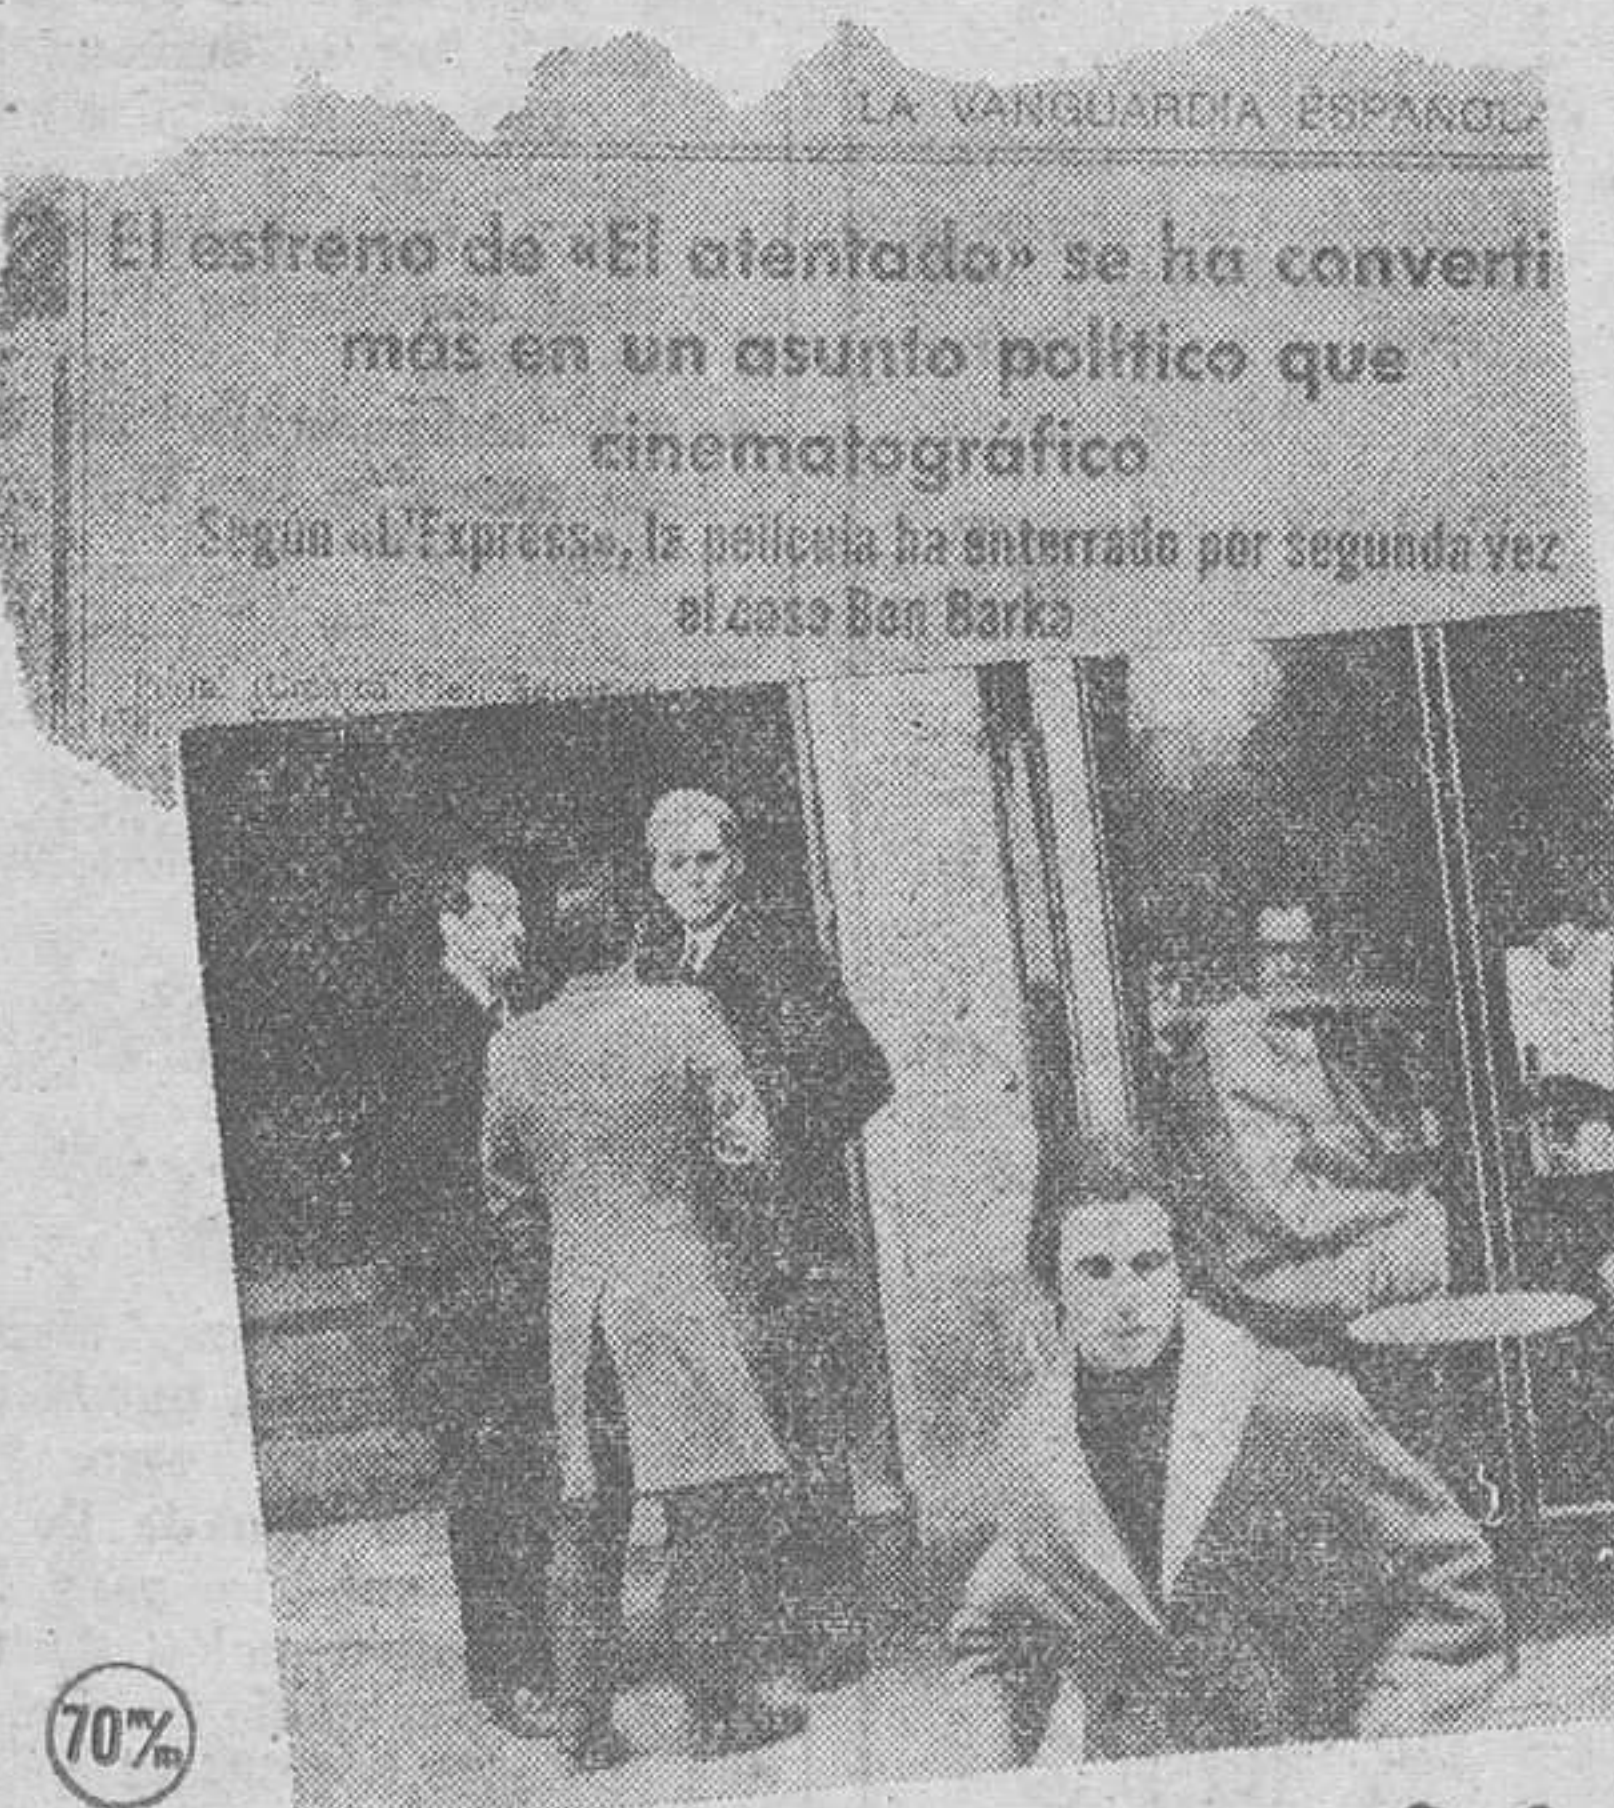 LA VANGUARDIA ESPAÑOLA
El estreno de «El atentado» se ha converti
más en un asunto político que
cinematográfico
Según «L'Express», la película ha enterrado por segunda vez
el caso Ben Barka
70 m/m